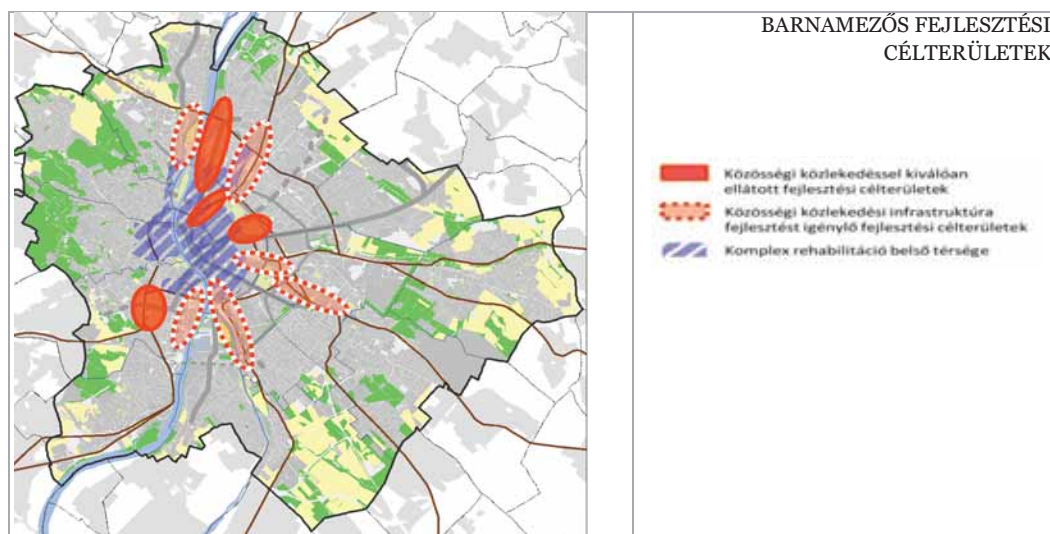 BARNAMEZŐS FEJLESZTÉSI
CÉLTERÜLETEK
Közösségi közlekedéssel kiválóan
ellátott fejlesztési célterületek
Közösségi közlekedési infrastruktúra
fejlesztést igénylő fejlesztési célterületek
Komplex rehabilitáció belső térsége